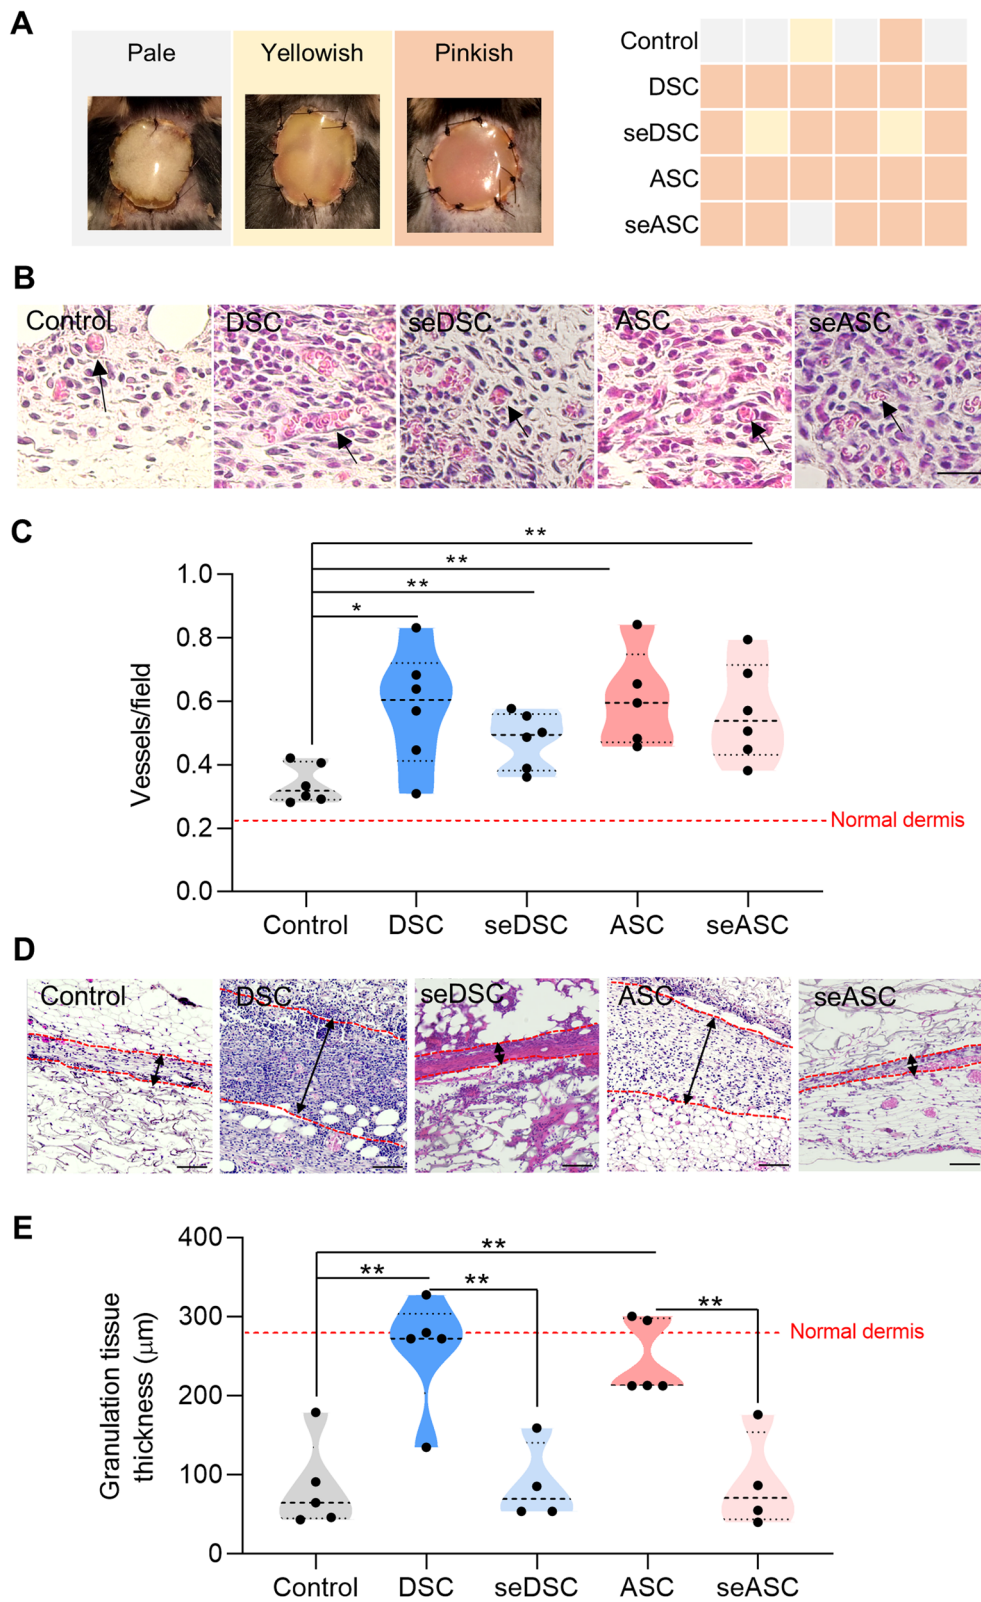 A
Pale
Yellowish
Pinkish
Control
DSC
seDSC
ASC
seASC
B
Control
DSC
seDSC
ASC
seASC
C
**
**
**
*
1.0
0.8
0.6
0.4
0.2
0.0
Vessels/field
Normal dermis
Control
DSC
seDSC
ASC
seASC
D
Control
DSC
seDSC
ASC
seASC
E
400
300
200
100
0
Granulation tissue
thickness (μm)
**
**
**
**
Normal dermis
Control
DSC
seDSC
ASC
seASC